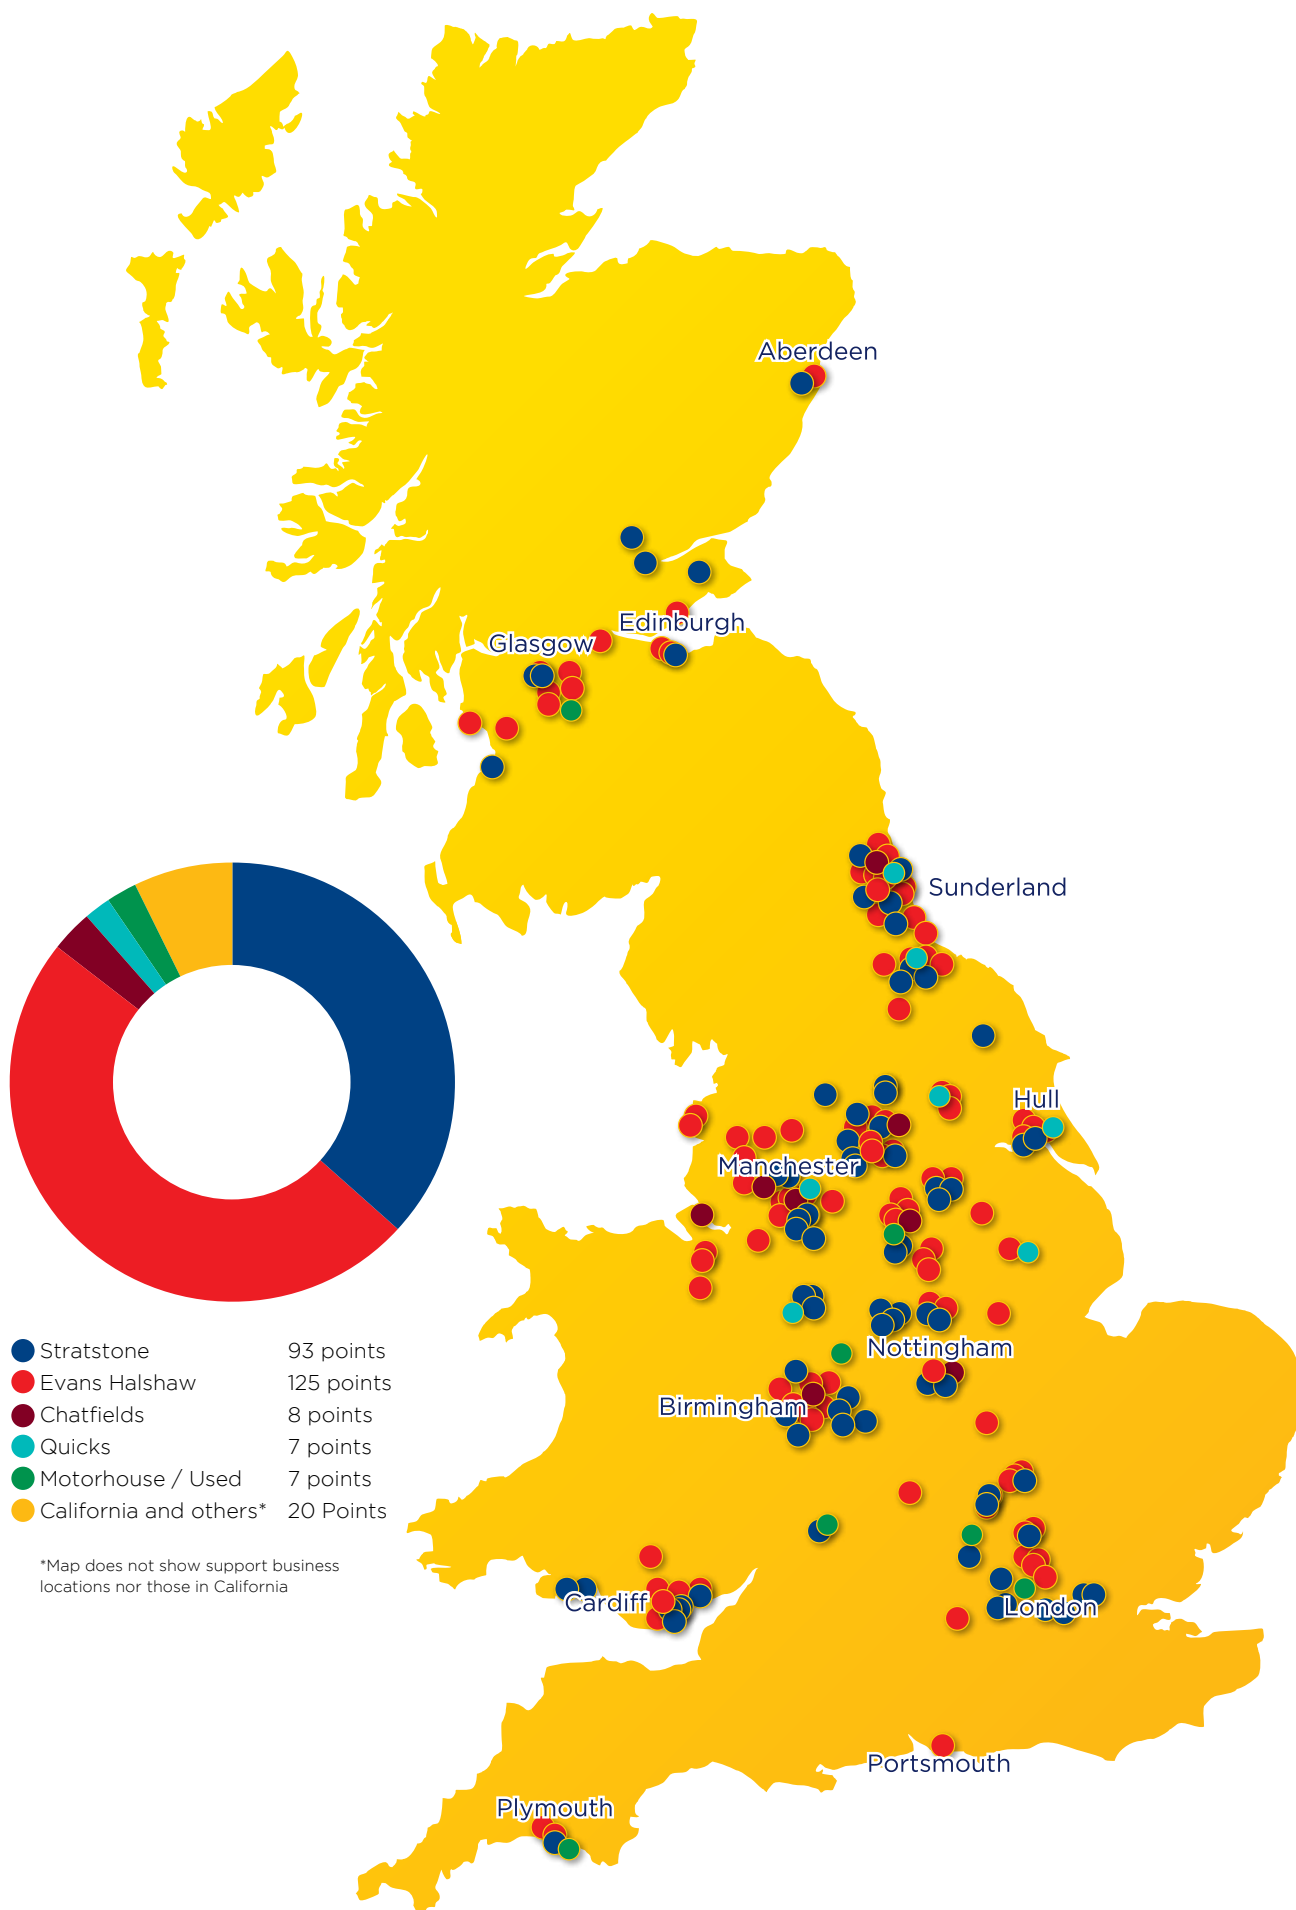 Aberdeen
Edinburgh
Glasgow
Sunderland
Hull
Manchester
Nottingham
Birmingham
Cardiff
London
Portsmouth
Plymouth
Stratstone 93 points
Evans Halshaw 125 points
Chatfields 8 points
Quicks 7 points
Motorhouse / Used 7 points
California and others* 20 Points
*Map does not show support business
locations nor those in California